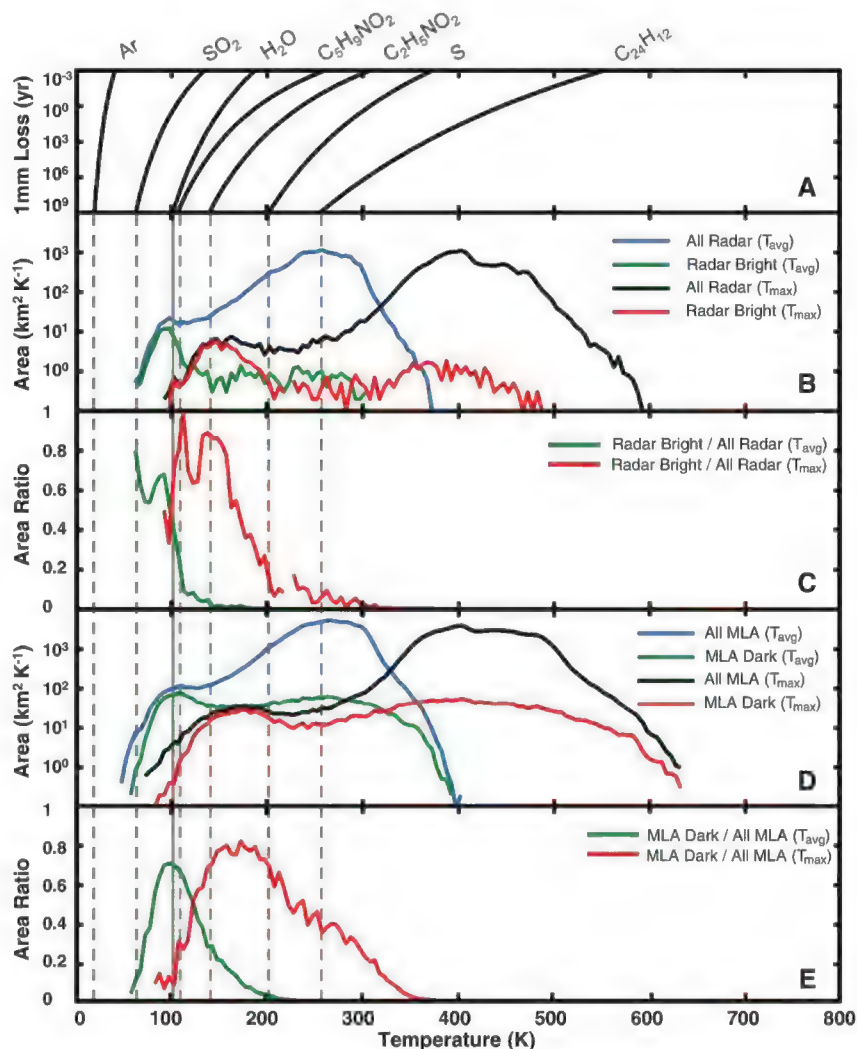 Ar
SO2
H2O
C5H9NO2
C2H5NO2
S
C24H12
1mm Loss (yr)
10-3
100
103
106
109
A
Area (km2 K-1)
103
102
101
100
All Radar (Tavg)
Radar Bright (Tavg)
All Radar (Tmax)
Radar Bright (Tmax)
B
Area Ratio
1
0.8
0.6
0.4
0.2
0
Radar Bright / All Radar (Tavg)
Radar Bright / All Radar (Tmax)
C
Area (km2 K-1)
103
102
101
100
All MLA (Tavg)
MLA Dark (Tavg)
All MLA (Tmax)
MLA Dark (Tmax)
D
Area Ratio
1
0.8
0.6
0.4
0.2
0
MLA Dark / All MLA (Tavg)
MLA Dark / All MLA (Tmax)
E
0 100 200 300 400 500 600 700 800
Temperature (K)